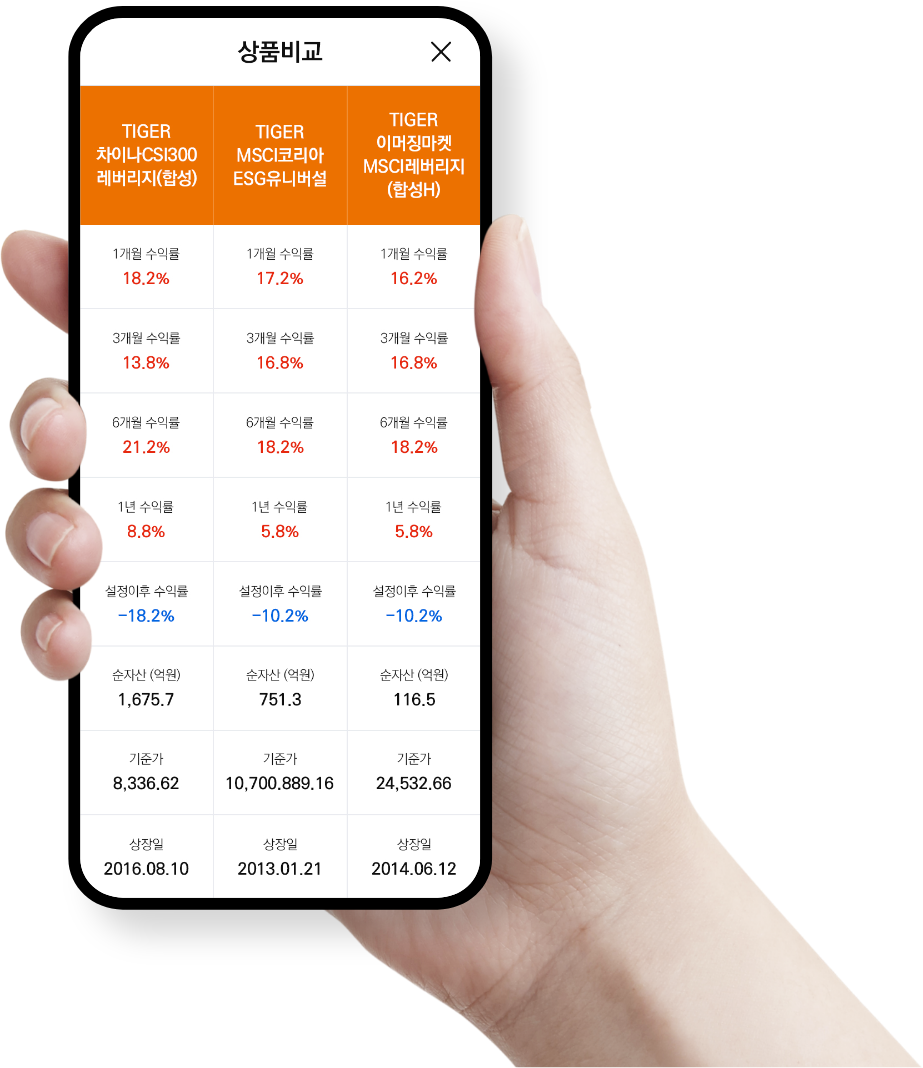 상품비교
TIGER
차이나CSI300
레버리지(합성)
TIGER
MSCI코리아
ESG유니버설
TIGER
이머징마켓
MSCI레버리지
(합성H)
1개월 수익률 1개월 수익률 1개월 수익률
18.2% 17.2% 16.2%
3개월 수익률 3개월 수익률 3개월 수익률
13.8% 16.8% 16.8%
6개월 수익률 6개월 수익률 6개월 수익률
21.2% 18.2% 18.2%
1년 수익률 1년 수익률 1년 수익률
8.8% 5.8% 5.8%
설정이후 수익률 설정이후 수익률 설정이후 수익률
-18.2% -10.2% -10.2%
순자산 (억원) 순자산 (억원) 순자산 (억원)
1,675.7 751.3 116.5
기준가 기준가 기준가
8,336.62 10,700.889.16 24,532.66
상장일 상장일 상장일
2016.08.10 2013.01.21 2014.06.12